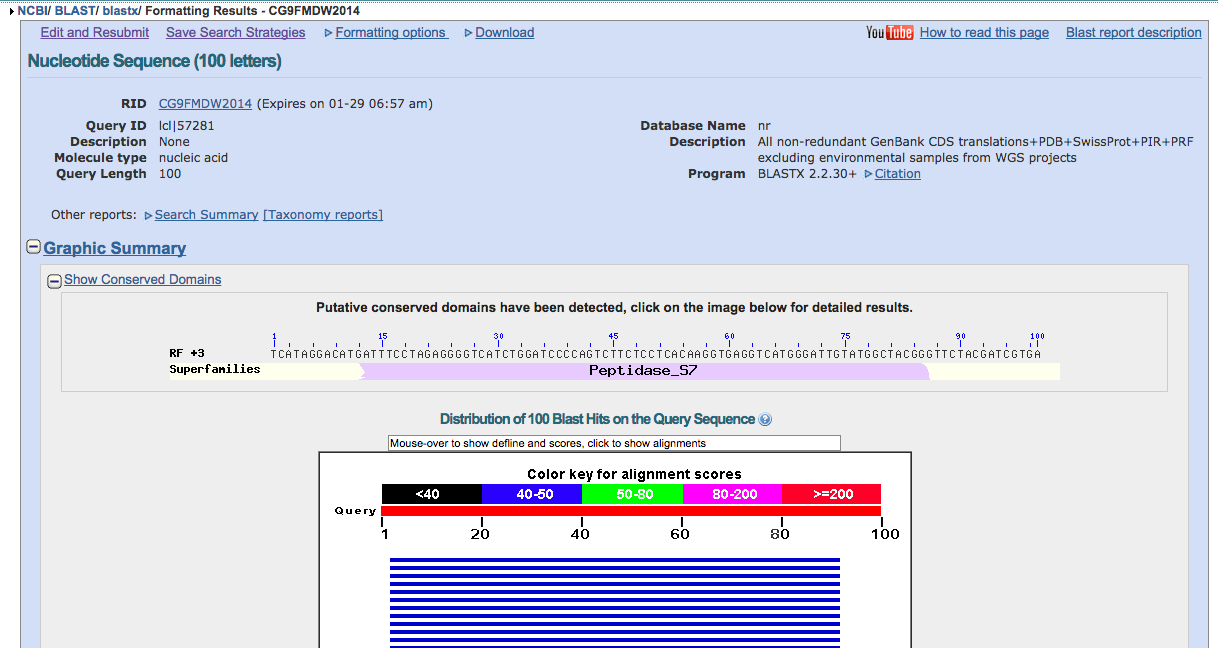 NCBI/ BLAST/ blastx/ Formatting Results - CG9FMDW2014
Edit and Resubmit Save Search Strategies Formatting options Download YouTube How to read this page Blast report description
Nucleotide Sequence (100 letters)
RID CG9FMDW2014 (Expires on 01-29 06:57 am)
Query ID lcl|57281
Description None
Molecule type nucleic acid
Query Length 100
Database Name nr
Description All non-redundant GenBank CDS translations+PDB+SwissProt+PIR+PRF
excluding environmental samples from WGS projects
Program BLASTX 2.2.30+ Citation
Other reports: Search Summary [Taxonomy reports]
Graphic Summary
Show Conserved Domains
Putative conserved domains have been detected, click on the image below for detailed results.
1 15 30 45 60 75 90 100
RF +3 TCATAGGACATGATTTCCTAGAGGGGTCATCTGGATCCCCAGTCTTCTCCTCACAAGGTGAGGTCATGGGATTGTATGGCTACGGGTTCTACGATCGTGA
Superfamilies Peptidase_S7
Distribution of 100 Blast Hits on the Query Sequence
Mouse-over to show defline and scores, click to show alignments
Color key for alignment scores
<40 40-50 50-80 80-200 >=200
Query
1 20 40 60 80 100